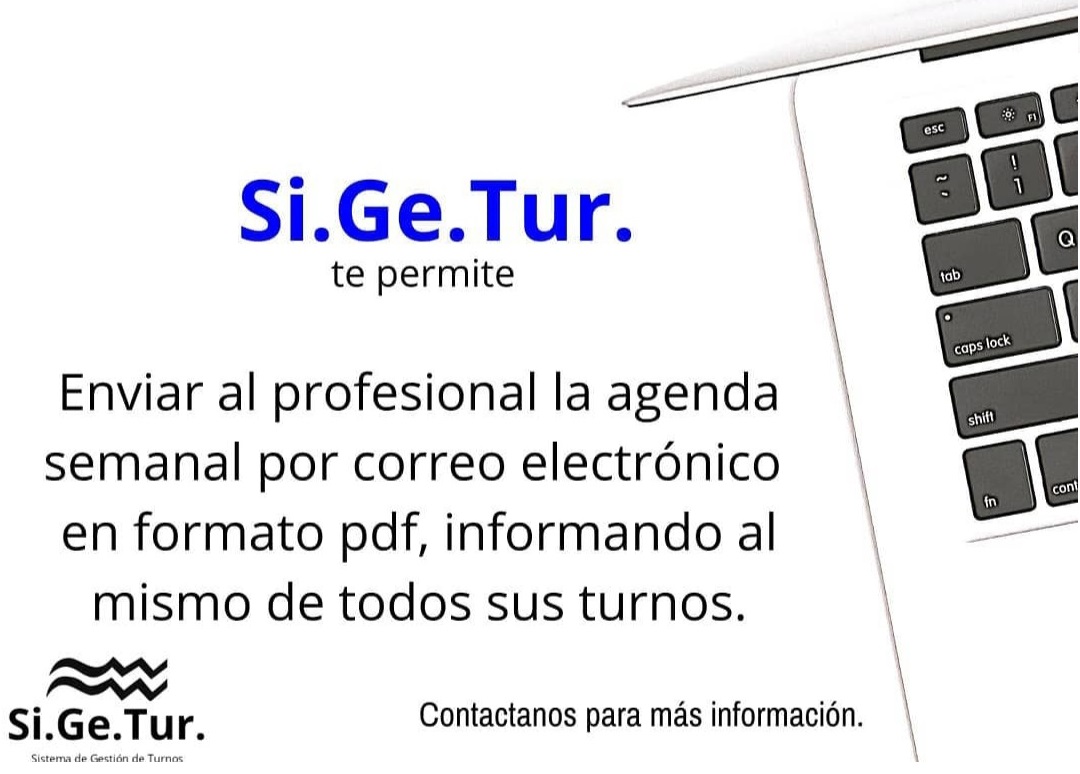 Si.Ge.Tur.
te permite
Enviar al profesional la agenda
semanal por correo electrónico
en formato pdf, informando al
mismo de todos sus turnos.
Si.Ge.Tur.
Sistema de Gestión de Turnos
Contactanos para más información.
esc
F1
~
!
1
tab
Q
caps lock
shift
fn
cont